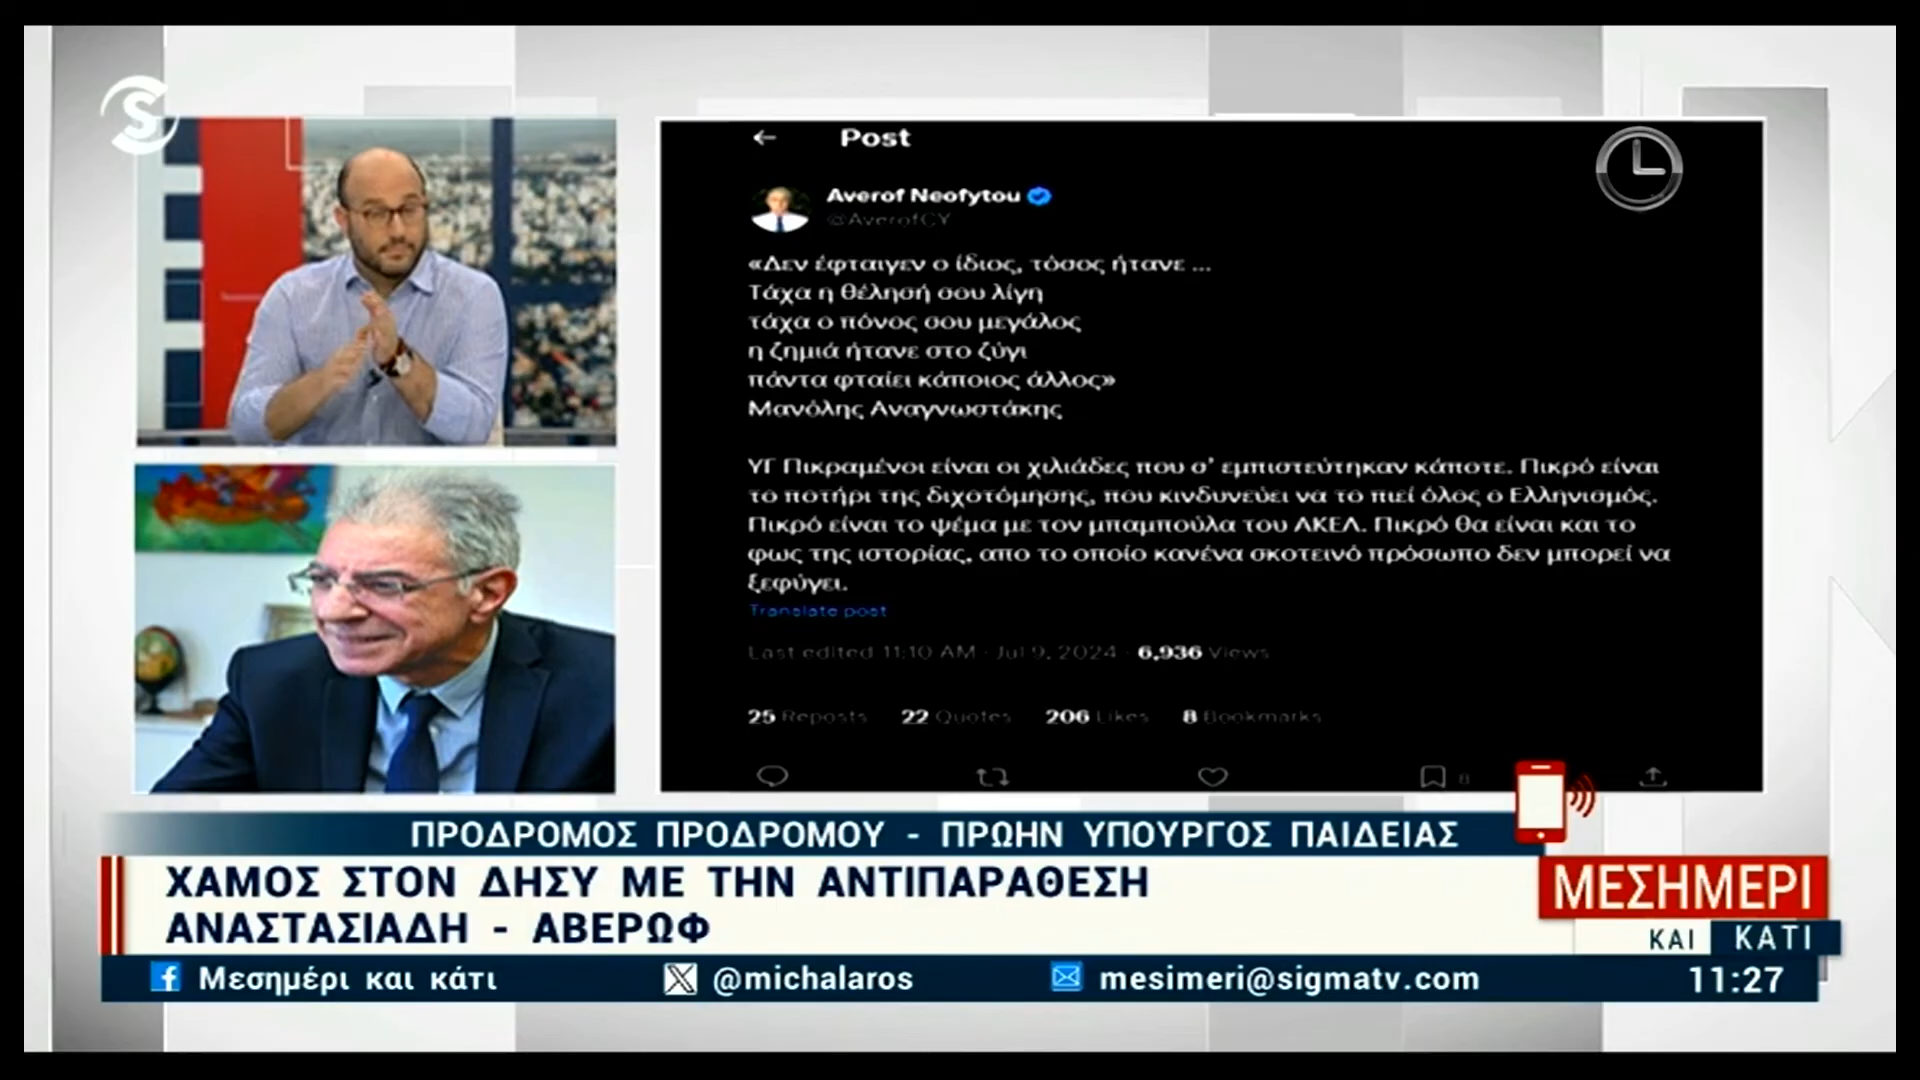 S
Post
Averof Neofytou
@AverofCY
«Δεν έφταιγεν ο ίδιος, τόσος ήτανε ...
Τάχα η θέλησή σου λίγη
τάχα ο πόνος σου μεγάλος
η ζημιά ήτανε στο ζύγι
πάντα φταίει κάποιος άλλος»
Μανόλης Αναγνωστάκης
ΥΓ Πικραμένοι είναι οι χιλιάδες που σ' εμπιστεύτηκαν κάποτε. Πικρό είναι
το ποτήρι της διχοτόμησης, που κινδυνεύει να το πιεί όλος ο Ελληνισμός.
Πικρό είναι το ψέμα με τον μπαμπούλα του ΑΚΕΛ. Πικρό θα είναι και το
φως της ιστορίας, απο το οποίο κανένα σκοτεινό πρόσωπο δεν μπορεί να
ξεφύγει.
Translate post
Last edited 11:10 AM · Jul 9, 2024 · 6,936 Views
25 Reposts 22 Quotes 206 Likes 8 Bookmarks
8
ΠΡΟΔΡΟΜΟΣ ΠΡΟΔΡΟΜΟΥ - ΠΡΩΗΝ ΥΠΟΥΡΓΟΣ ΠΑΙΔΕΙΑΣ
ΧΑΜΟΣ ΣΤΟΝ ΔΗΣΥ ΜΕ ΤΗΝ ΑΝΤΙΠΑΡΑΘΕΣΗ
ΑΝΑΣΤΑΣΙΑΔΗ - ΑΒΕΡΩΦ
ΜΕΣΗΜΕΡΙ
ΚΑΙ ΚΑΤΙ
Μεσημέρι και κάτι @michalaros mesimeri@sigmatv.com 11:27